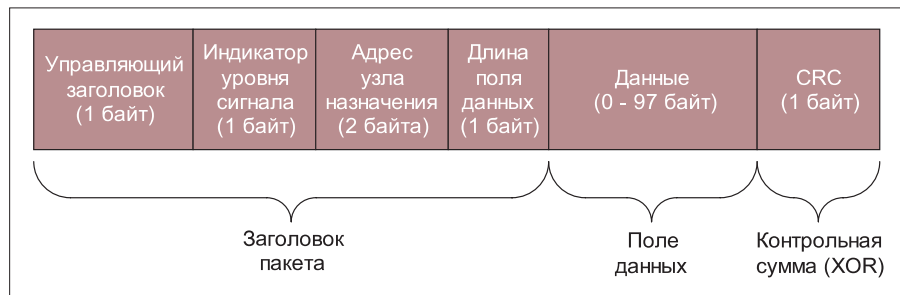 Управляющий
заголовок
(1 байт)
Индикатор
уровня
сигнала
(1 байт)
Адрес
узла
назначения
(2 байта)
Длина
поля
данных
(1 байт)
Данные
(0 - 97 байт)
CRC
(1 байт)
Заголовок
пакета
Поле
данных
Контрольная
сумма (XOR)